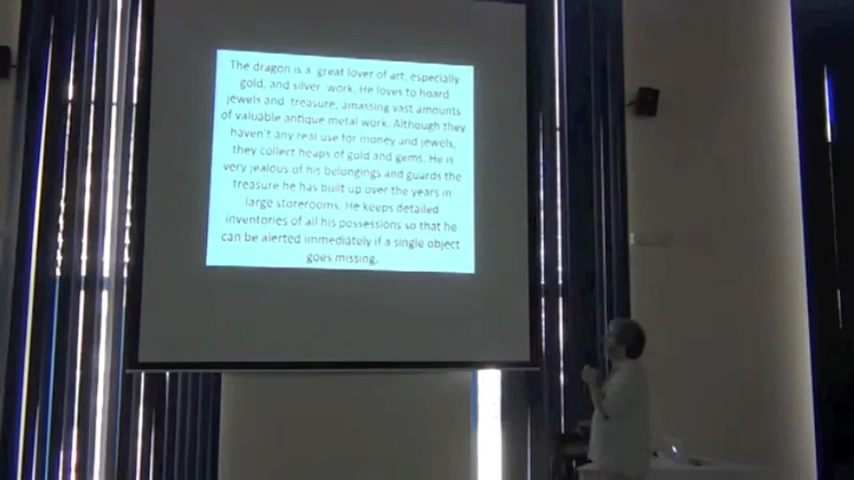 The dragon is a great lover of art, especially
gold, and silver work. He loves to hoard
jewels and treasure, amassing vast amounts
of valuable antique metal work. Although they
haven't any real use for money and jewels,
they collect heaps of gold and gems. He is
very jealous of his belongings and guards the
treasure he has built up over the years in
large storerooms. He keeps detailed
inventories of all his possessions so that he
can be alerted immediately if a single object
goes missing.